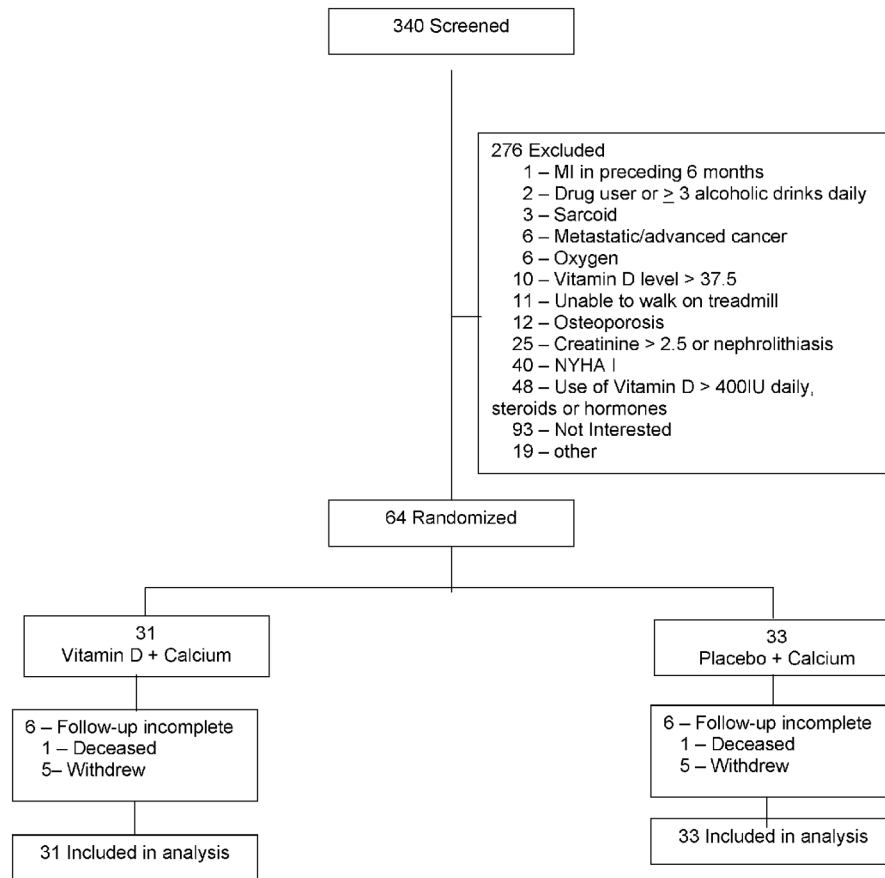 340 Screened
276 Excluded
1 – MI in preceding 6 months
2 – Drug user or ≥ 3 alcoholic drinks daily
3 – Sarcoid
6 – Metastatic/advanced cancer
6 – Oxygen
10 – Vitamin D level > 37.5
11 – Unable to walk on treadmill
12 – Osteoporosis
25 – Creatinine > 2.5 or nephrolithiasis
40 – NYHA I
48 – Use of Vitamin D > 400IU daily,
steroids or hormones
93 – Not Interested
19 – other
64 Randomized
31
Vitamin D + Calcium
6 – Follow-up incomplete
1 – Deceased
5– Withdrew
31 Included in analysis
33
Placebo + Calcium
6 – Follow-up incomplete
1 – Deceased
5 – Withdrew
33 Included in analysis